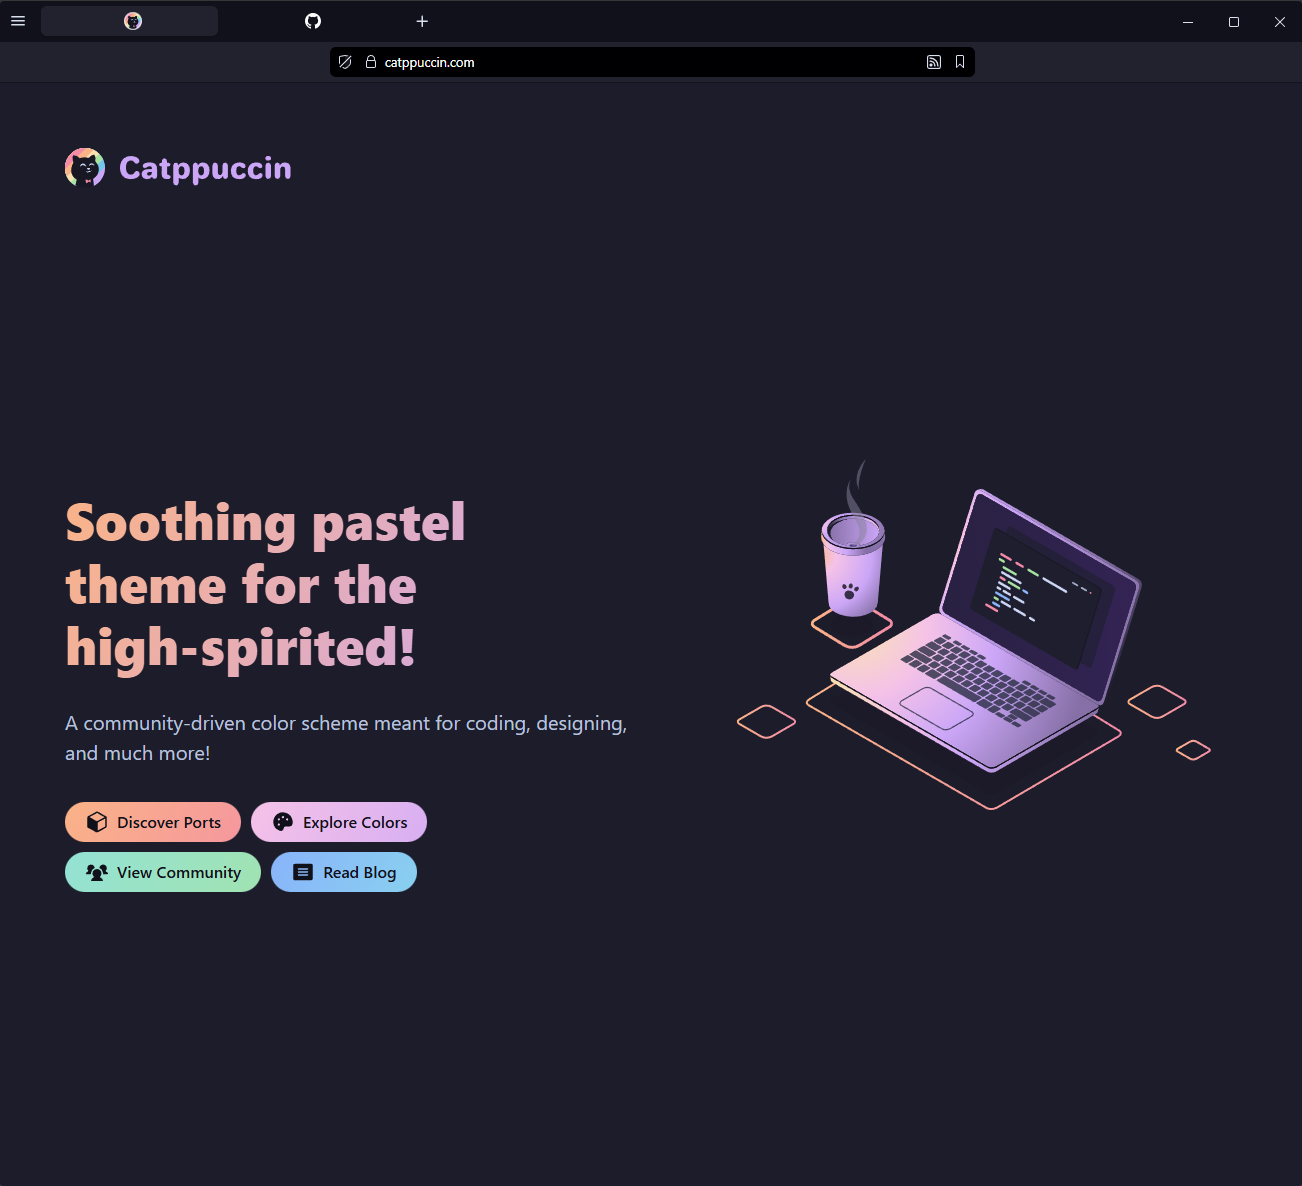 catppuccin.com
Catppuccin
Soothing pastel
theme for the
high-spirited!
A community-driven color scheme meant for coding, designing,
and much more!
Discover Ports
Explore Colors
View Community
Read Blog